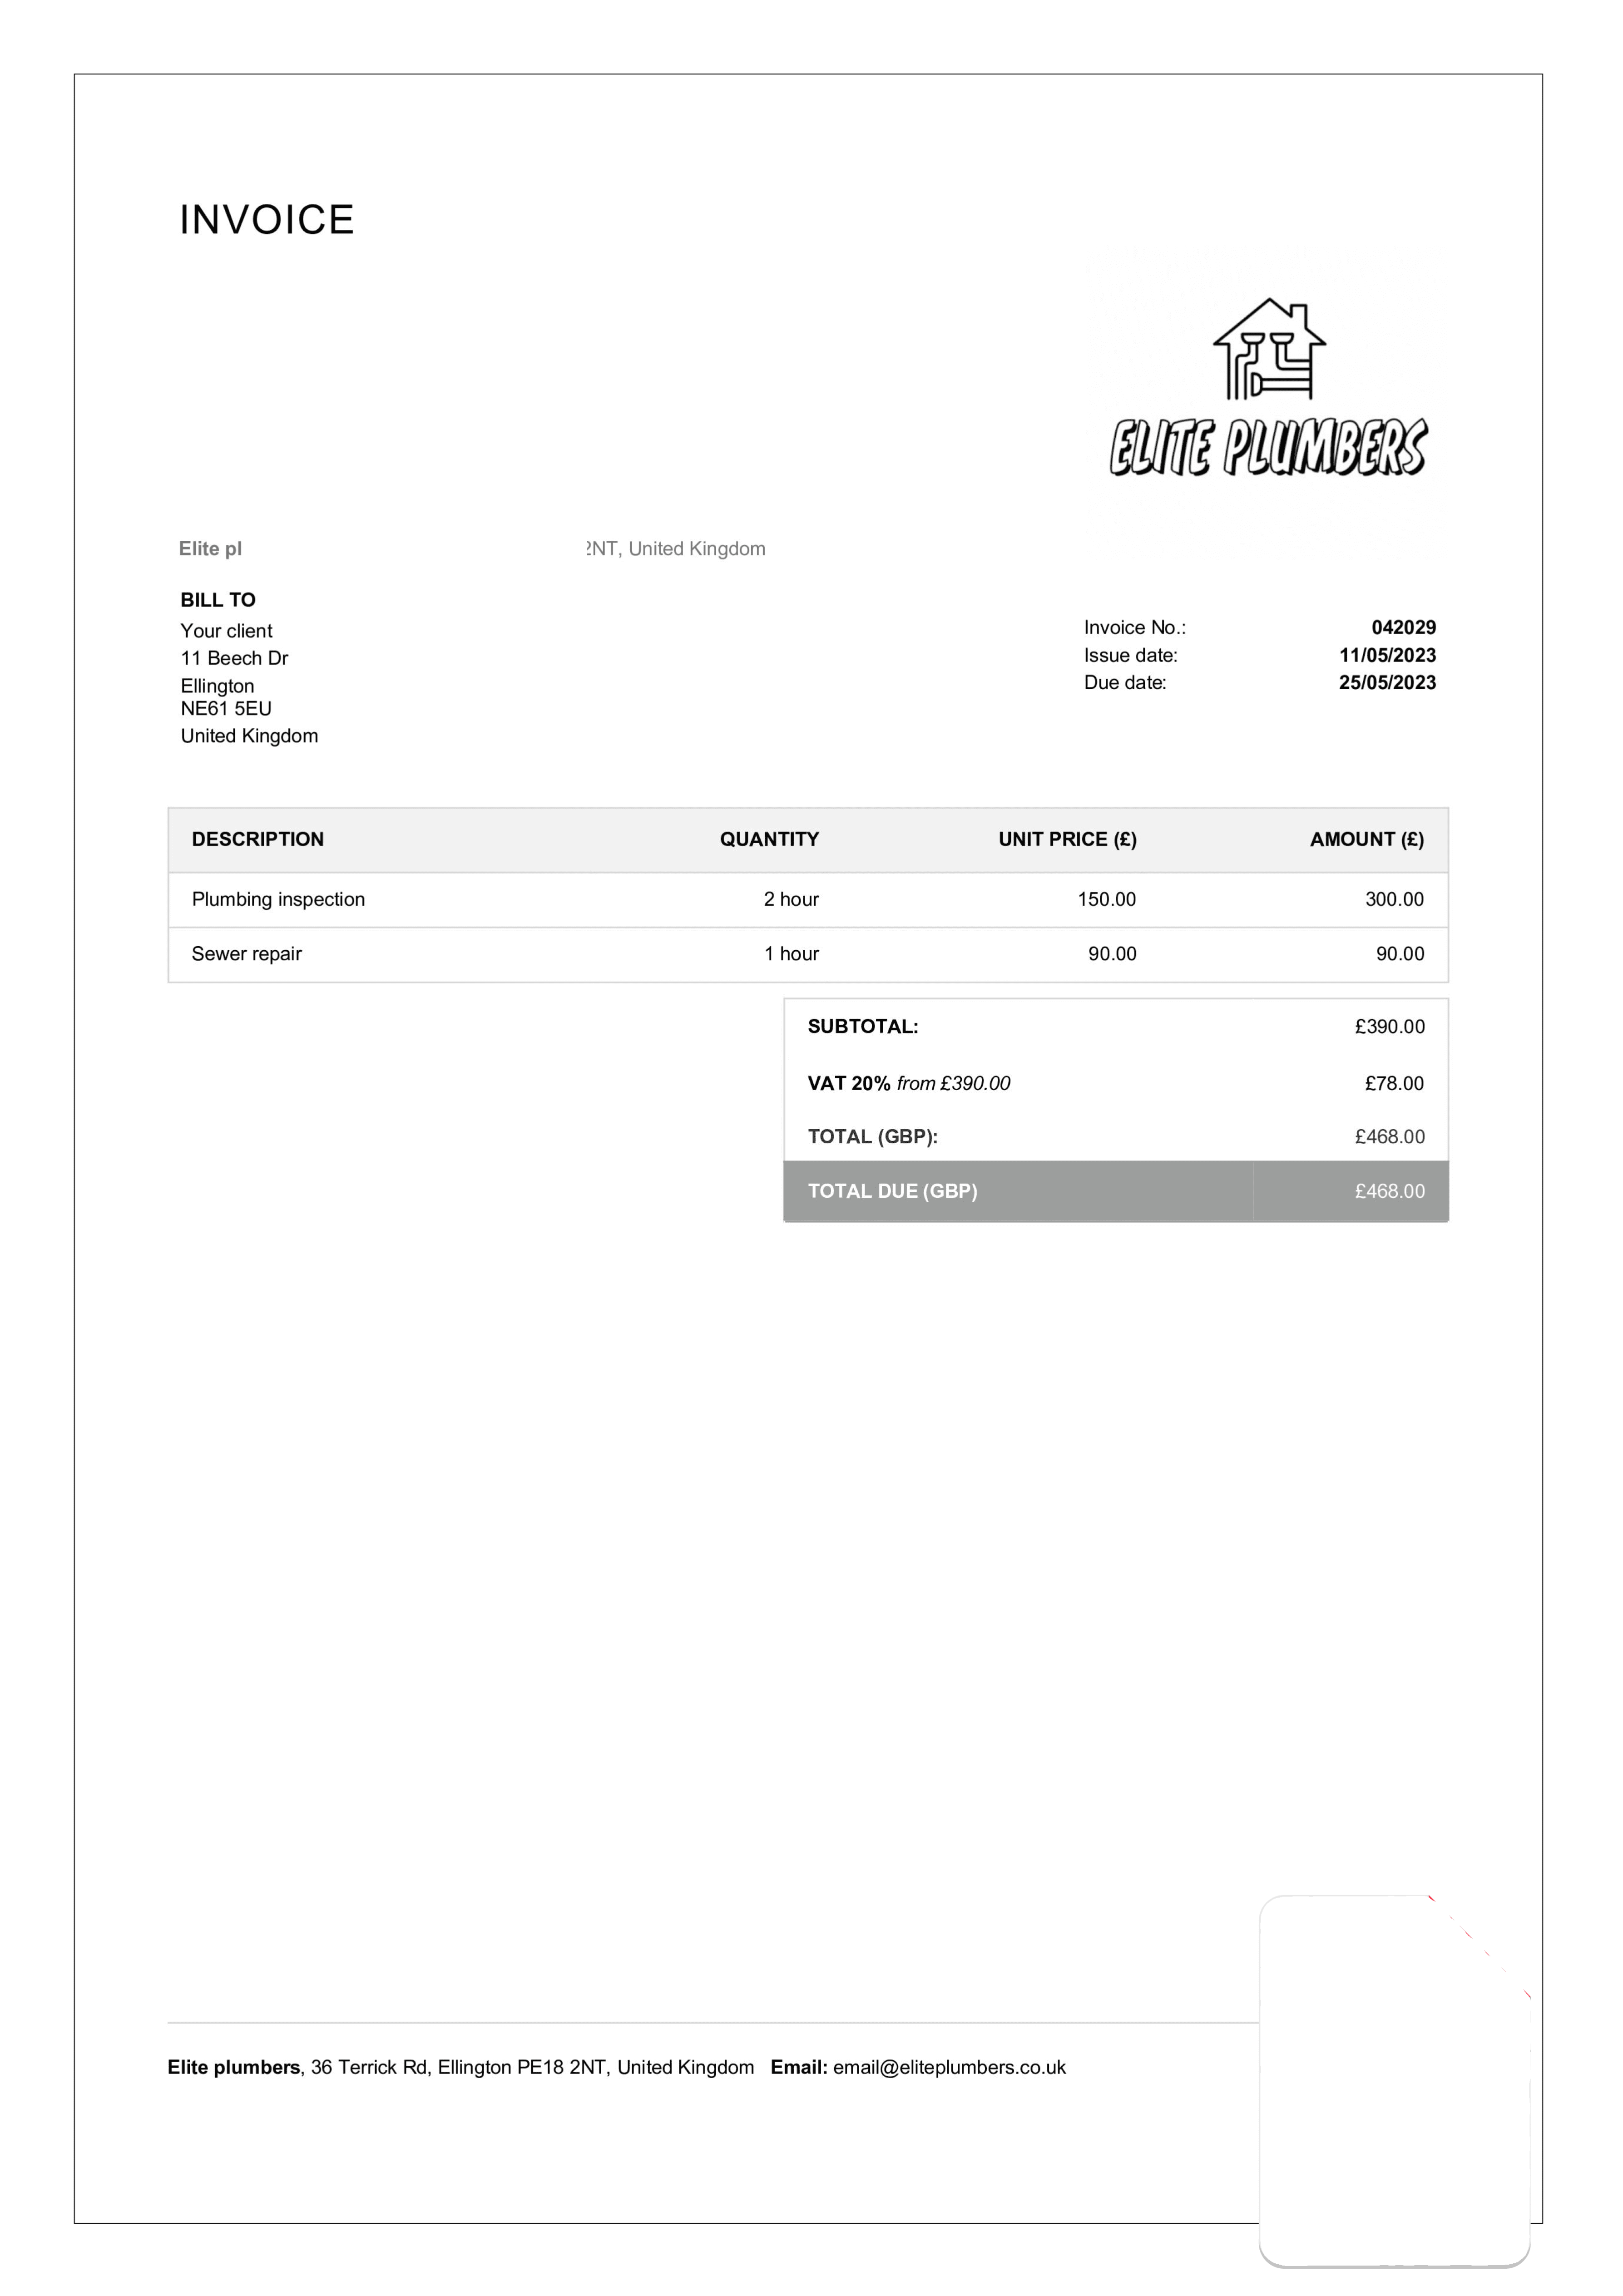 INVOICE
ELITE PLUMBERS
Elite pl NT, United Kingdom
BILL TO
Your client
11 Beech Dr
Ellington
NE61 5EU
United Kingdom
Invoice No.: 042029
Issue date: 11/05/2023
Due date: 25/05/2023
DESCRIPTION QUANTITY UNIT PRICE (£) AMOUNT (£)
Plumbing inspection 2 hour 150.00 300.00
Sewer repair 1 hour 90.00 90.00
SUBTOTAL: £390.00
VAT 20% from £390.00 £78.00
TOTAL (GBP): £468.00
TOTAL DUE (GBP) £468.00
Elite plumbers, 36 Terrick Rd, Ellington PE18 2NT, United Kingdom Email: email@eliteplumbers.co.uk